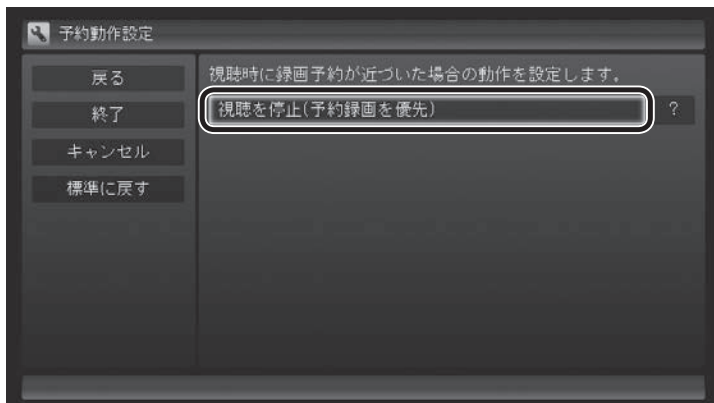 予約動作設定
戻る
終了
キャンセル
標準に戻す
視聴時に録画予約が近づいた場合の動作を設定します。
視聴を停止(予約録画を優先)
?